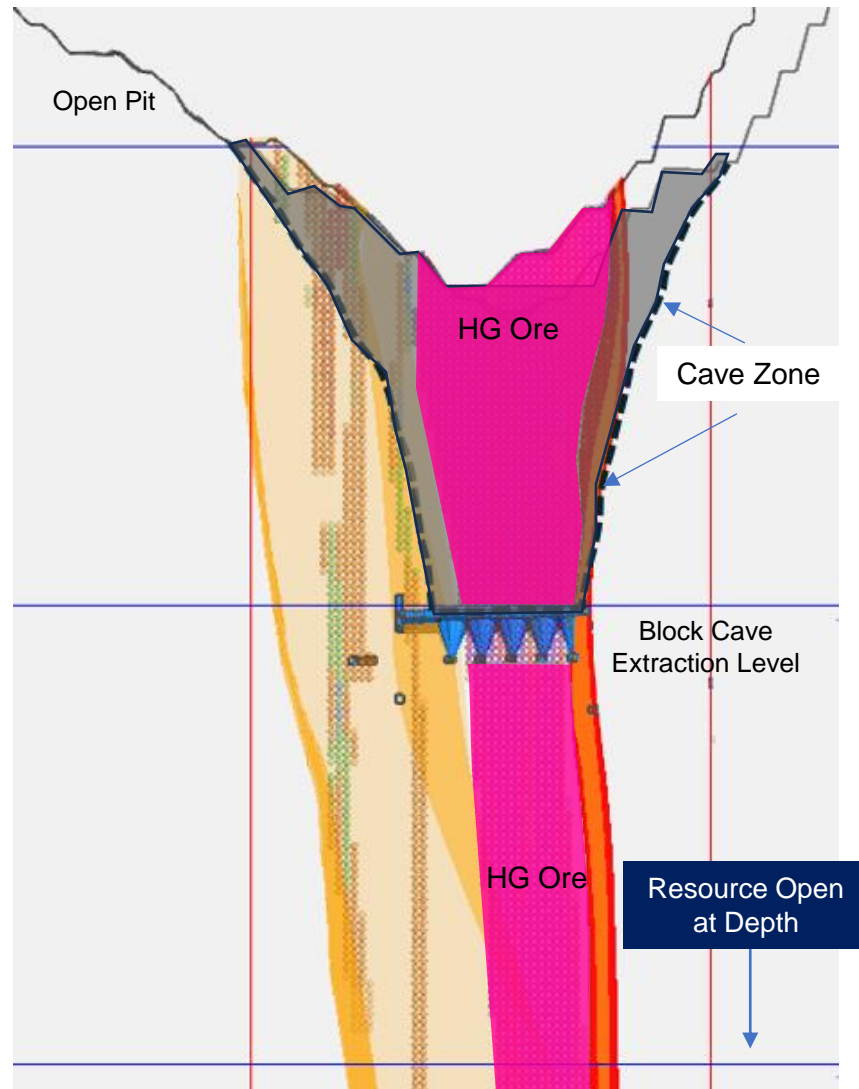 Open Pit
HG Ore
Cave Zone
Block Cave
Extraction Level
HG Ore
Resource Open
at Depth